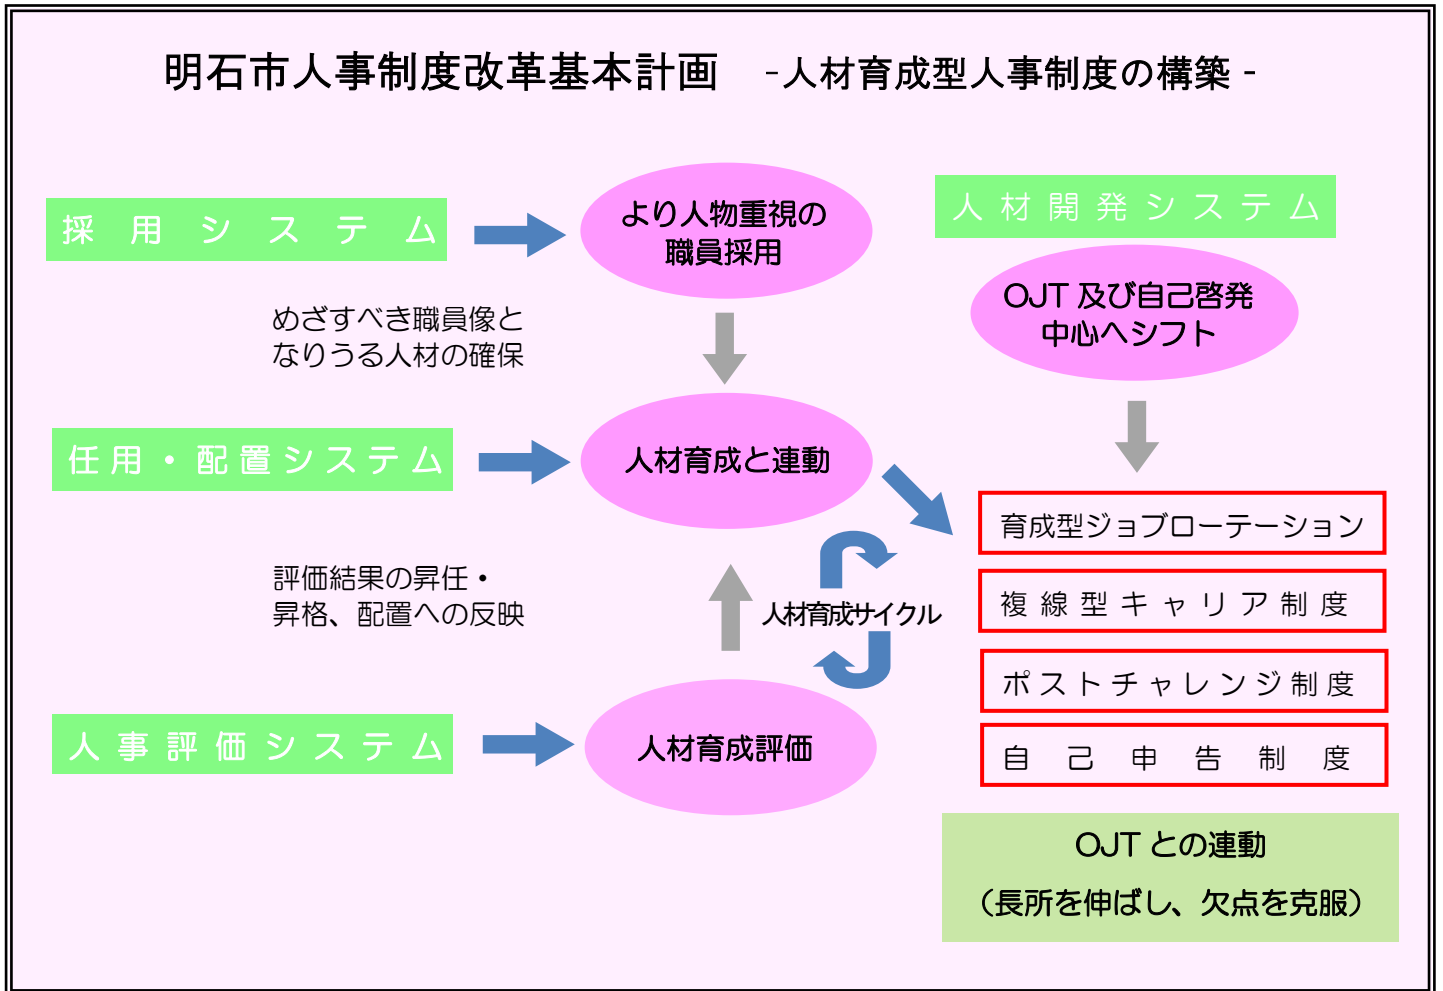 明石市人事制度改革基本計画　-人材育成型人事制度の構築-
採用システム
より人物重視の
職員採用
人材開発システム
OJT 及び自己啓発
中心へシフト
めざすべき職員像と
なりうる人材の確保
任用・配置システム
人材育成と連動
育成型ジョブローテーション
複線型キャリア制度
ポストチャレンジ制度
自己申告制度
評価結果の昇任・
昇格、配置への反映
人材育成サイクル
人事評価システム
人材育成評価
OJT との連動
（長所を伸ばし、欠点を克服）